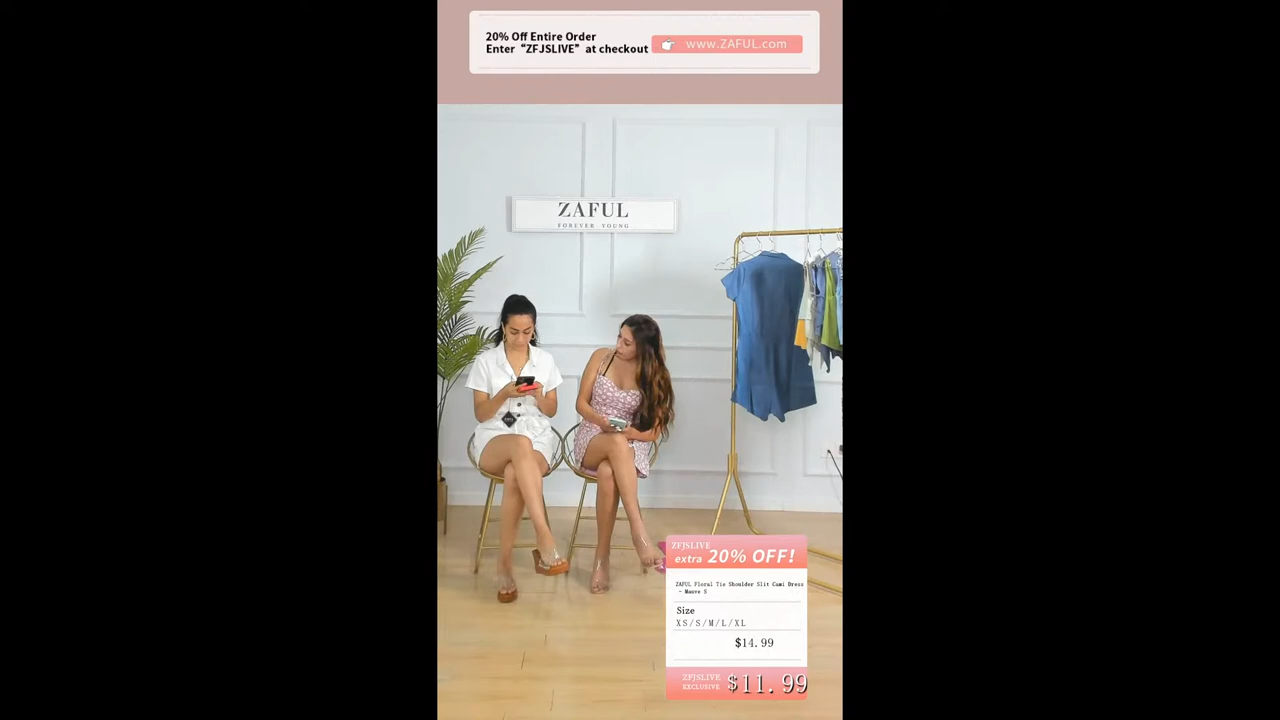 20% Off Entire Order
Enter “ZFJSLIVE” at checkout
www.ZAFUL.com
ZAFUL
FOREVER YOUNG
ZFJSLIVE
extra 20% OFF!
ZAFUL Floral Tie Shoulder Slit Cami Dress
- Mauve S
Size
XS/S/M/L/XL
$14.99
ZFJSLIVE
EXCLUSIVE
$11.99